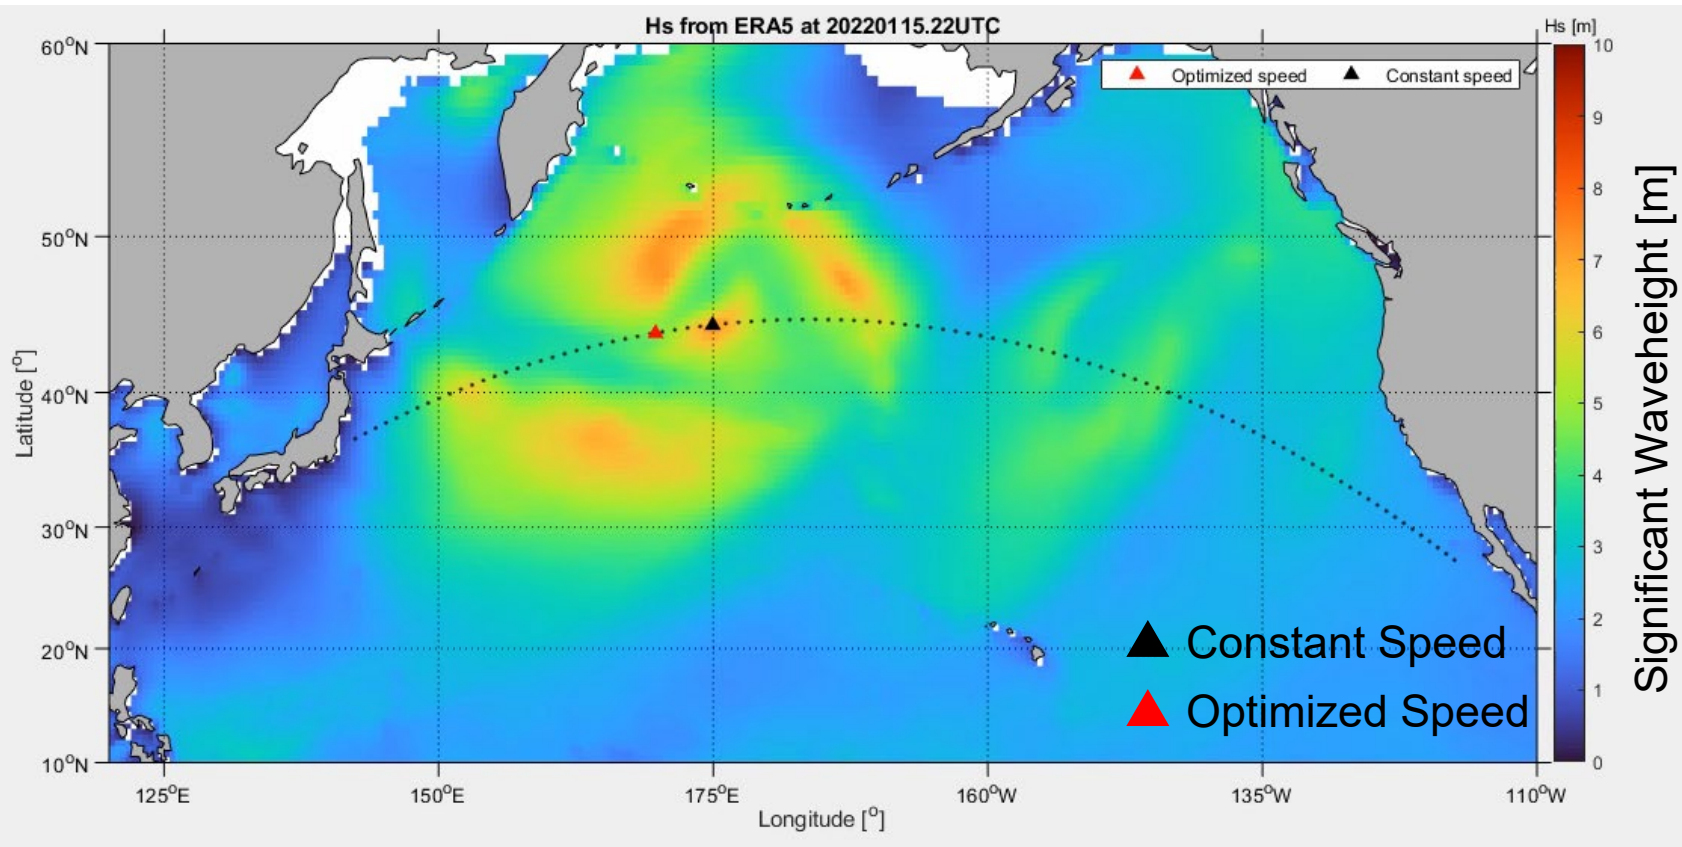 Hs from ERA5 at 20220115.22UTC
Hs [m]
Optimized speed
Constant speed
60°N
50°N
40°N
30°N
20°N
10°N
Latitude [°]
125°E
150°E
175°E
160°W
135°W
110°W
Longitude [°]
Constant Speed
Optimized Speed
10
9
8
7
6
5
4
3
2
1
0
Significant Waveheight [m]